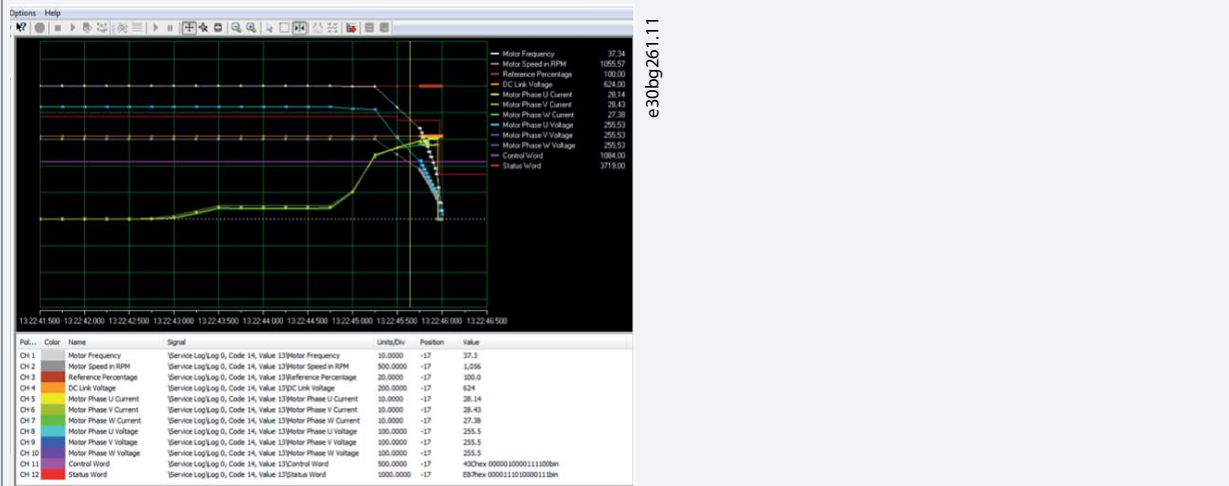 Options Help
Motor Frequency 37,34
Motor Speed in RPM 1055,57
Reference Percentage 100,00
DC Link Voltage 624,00
Motor Phase U Current 28,14
Motor Phase V Current 28,43
Motor Phase W Current 27,38
Motor Phase U Voltage 255,53
Motor Phase V Voltage 255,53
Motor Phase W Voltage 255,53
Control Word 1084,00
Status Word 3719,00
e30bg261.11
13:22:41:500 13:22:42:000 13:22:42:500 13:22:43:000 13:22:43:500 13:22:44:000 13:22:44:500 13:22:45:000 13:22:45:500 13:22:46:000 13:22:46:500
Pol... Color Name Signal Units/Div Position Value
CH 1 Motor Frequency \Service Log\Log 0, Code 14, Value 13\Motor Frequency 10.0000 -17 37.3
CH 2 Motor Speed in RPM \Service Log\Log 0, Code 14, Value 13\Motor Speed in RPM 500.0000 -17 1,056
CH 3 Reference Percentage \Service Log\Log 0, Code 14, Value 13\Reference Percentage 20.0000 -17 100.0
CH 4 DC Link Voltage \Service Log\Log 0, Code 14, Value 13\DC Link Voltage 200.0000 -17 624
CH 5 Motor Phase U Current \Service Log\Log 0, Code 14, Value 13\Motor Phase U Current 10.0000 -17 28.14
CH 6 Motor Phase V Current \Service Log\Log 0, Code 14, Value 13\Motor Phase V Current 10.0000 -17 28.43
CH 7 Motor Phase W Current \Service Log\Log 0, Code 14, Value 13\Motor Phase W Current 10.0000 -17 27.38
CH 8 Motor Phase U Voltage \Service Log\Log 0, Code 14, Value 13\Motor Phase U Voltage 100.0000 -17 255.5
CH 9 Motor Phase V Voltage \Service Log\Log 0, Code 14, Value 13\Motor Phase V Voltage 100.0000 -17 255.5
CH 10 Motor Phase W Voltage \Service Log\Log 0, Code 14, Value 13\Motor Phase W Voltage 100.0000 -17 255.5
CH 11 Control Word \Service Log\Log 0, Code 14, Value 13\Control Word 500.0000 -17 43Chex 0000010000111100bin
CH 12 Status Word \Service Log\Log 0, Code 14, Value 13\Status Word 1000.0000 -17 E87hex 0000111010000111bin